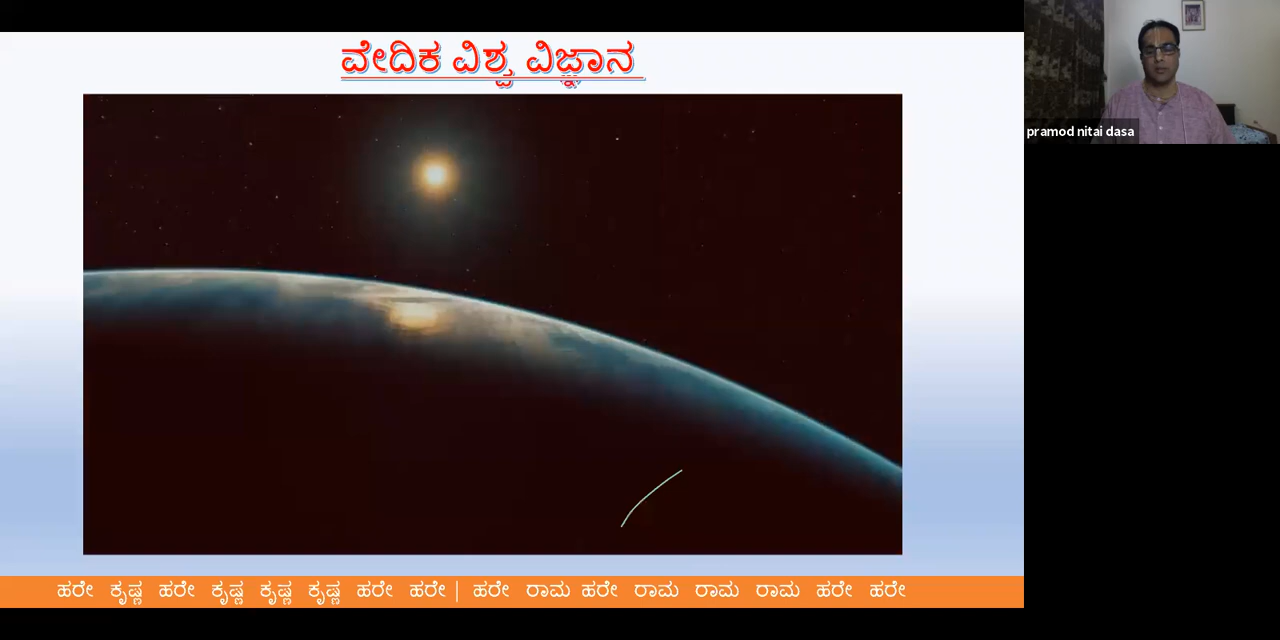 ವೇದಿಕ ವಿಶ್ವ ವಿಜ್ಞಾನ
pramod nitai dasa
ಹರೇ ಕೃಷ್ಣ ಹರೇ ಕೃಷ್ಣ ಕೃಷ್ಣ ಕೃಷ್ಣ ಹರೇ ಹರೇ | ಹರೇ ರಾಮ ಹರೇ ರಾಮ ರಾಮ ರಾಮ ಹರೇ ಹರೇ